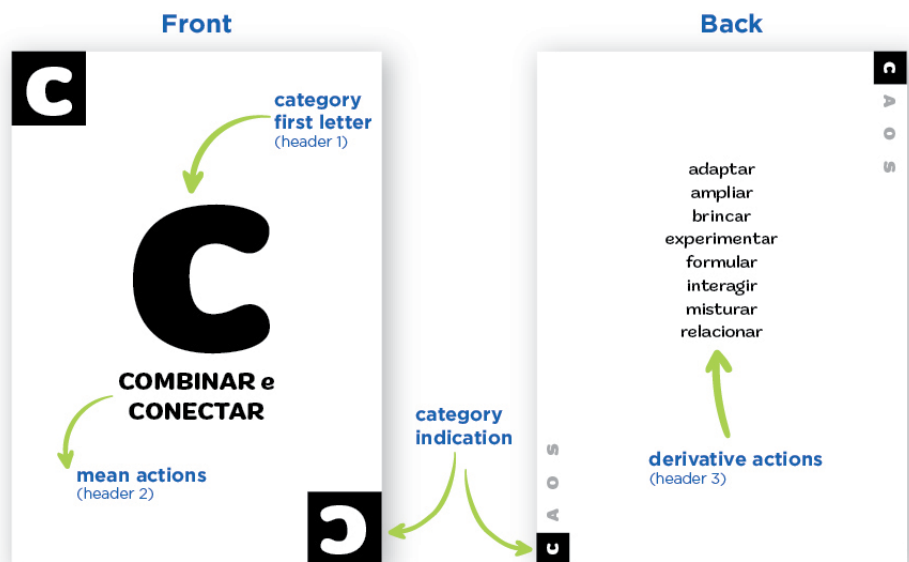 Front
C
category
first letter
(header 1)
C
COMBINAR e
CONECTAR
mean actions
(header 2)
C
category
indication
Back
C A O S
adaptar
ampliar
brincar
experimentar
formular
interagir
misturar
relacionar
derivative actions
(header 3)
C A O S